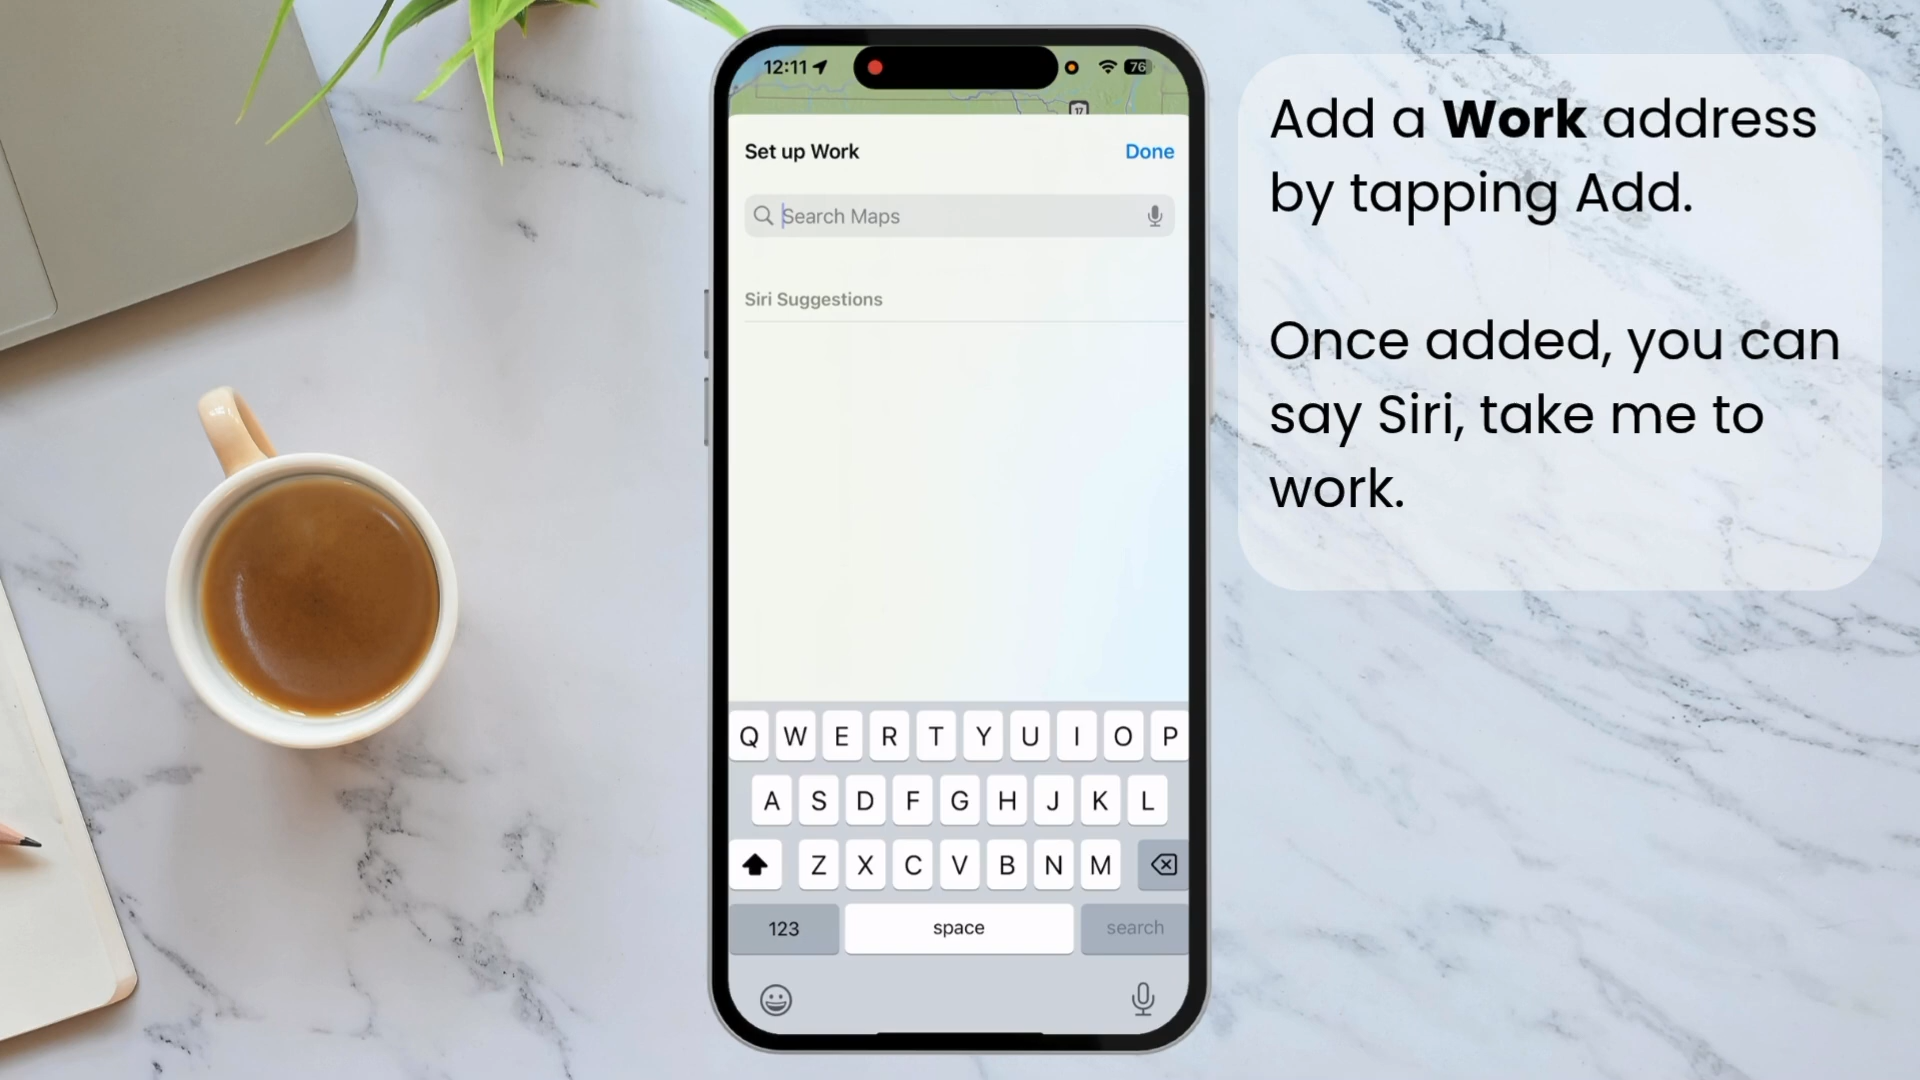 12:11
76
17
Set up Work
Done
Search Maps
Siri Suggestions
Q W E R T Y U I O P
A S D F G H J K L
Z X C V B N M
123
space
search
Add a Work address
by tapping Add.
Once added, you can
say Siri, take me to
work.